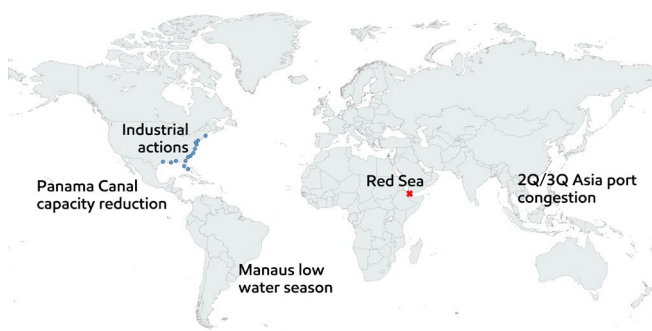 Industrial
actions
Panama Canal
capacity reduction
Red Sea
2Q/3Q Asia port
congestion
Manaus low
water season